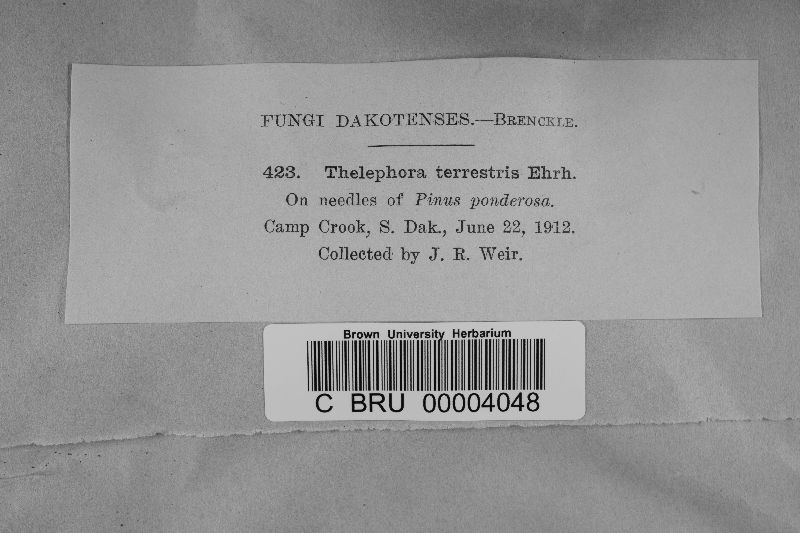 FUNGI DAKOTENSES.—BRENCKLE.
423. Thelephora terrestris Ehrh.
On needles of Pinus ponderosa.
Camp Crook, S. Dak., June 22, 1912.
Collected by J. R. Weir.
Brown University Herbarium
C BRU 00004048